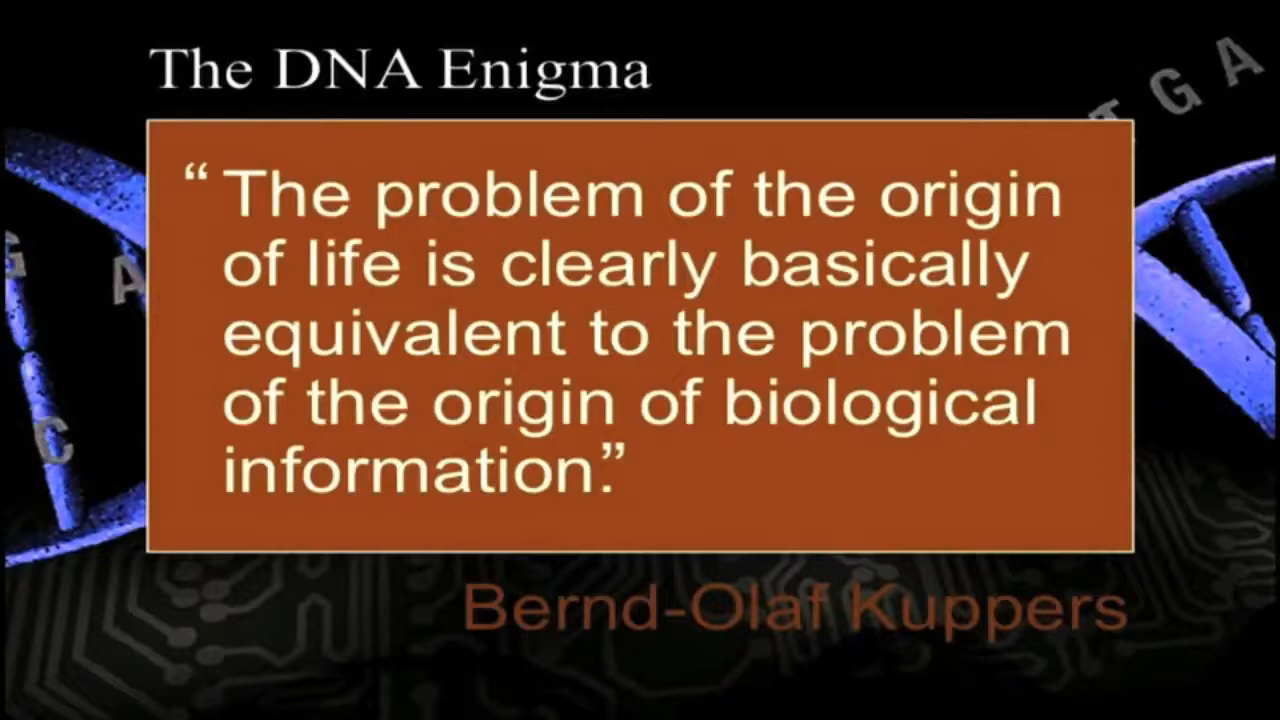 The DNA Enigma
T G A
“ The problem of the origin
of life is clearly basically
equivalent to the problem
of the origin of biological
information.”
G A
C
Bernd-Olaf Kuppers